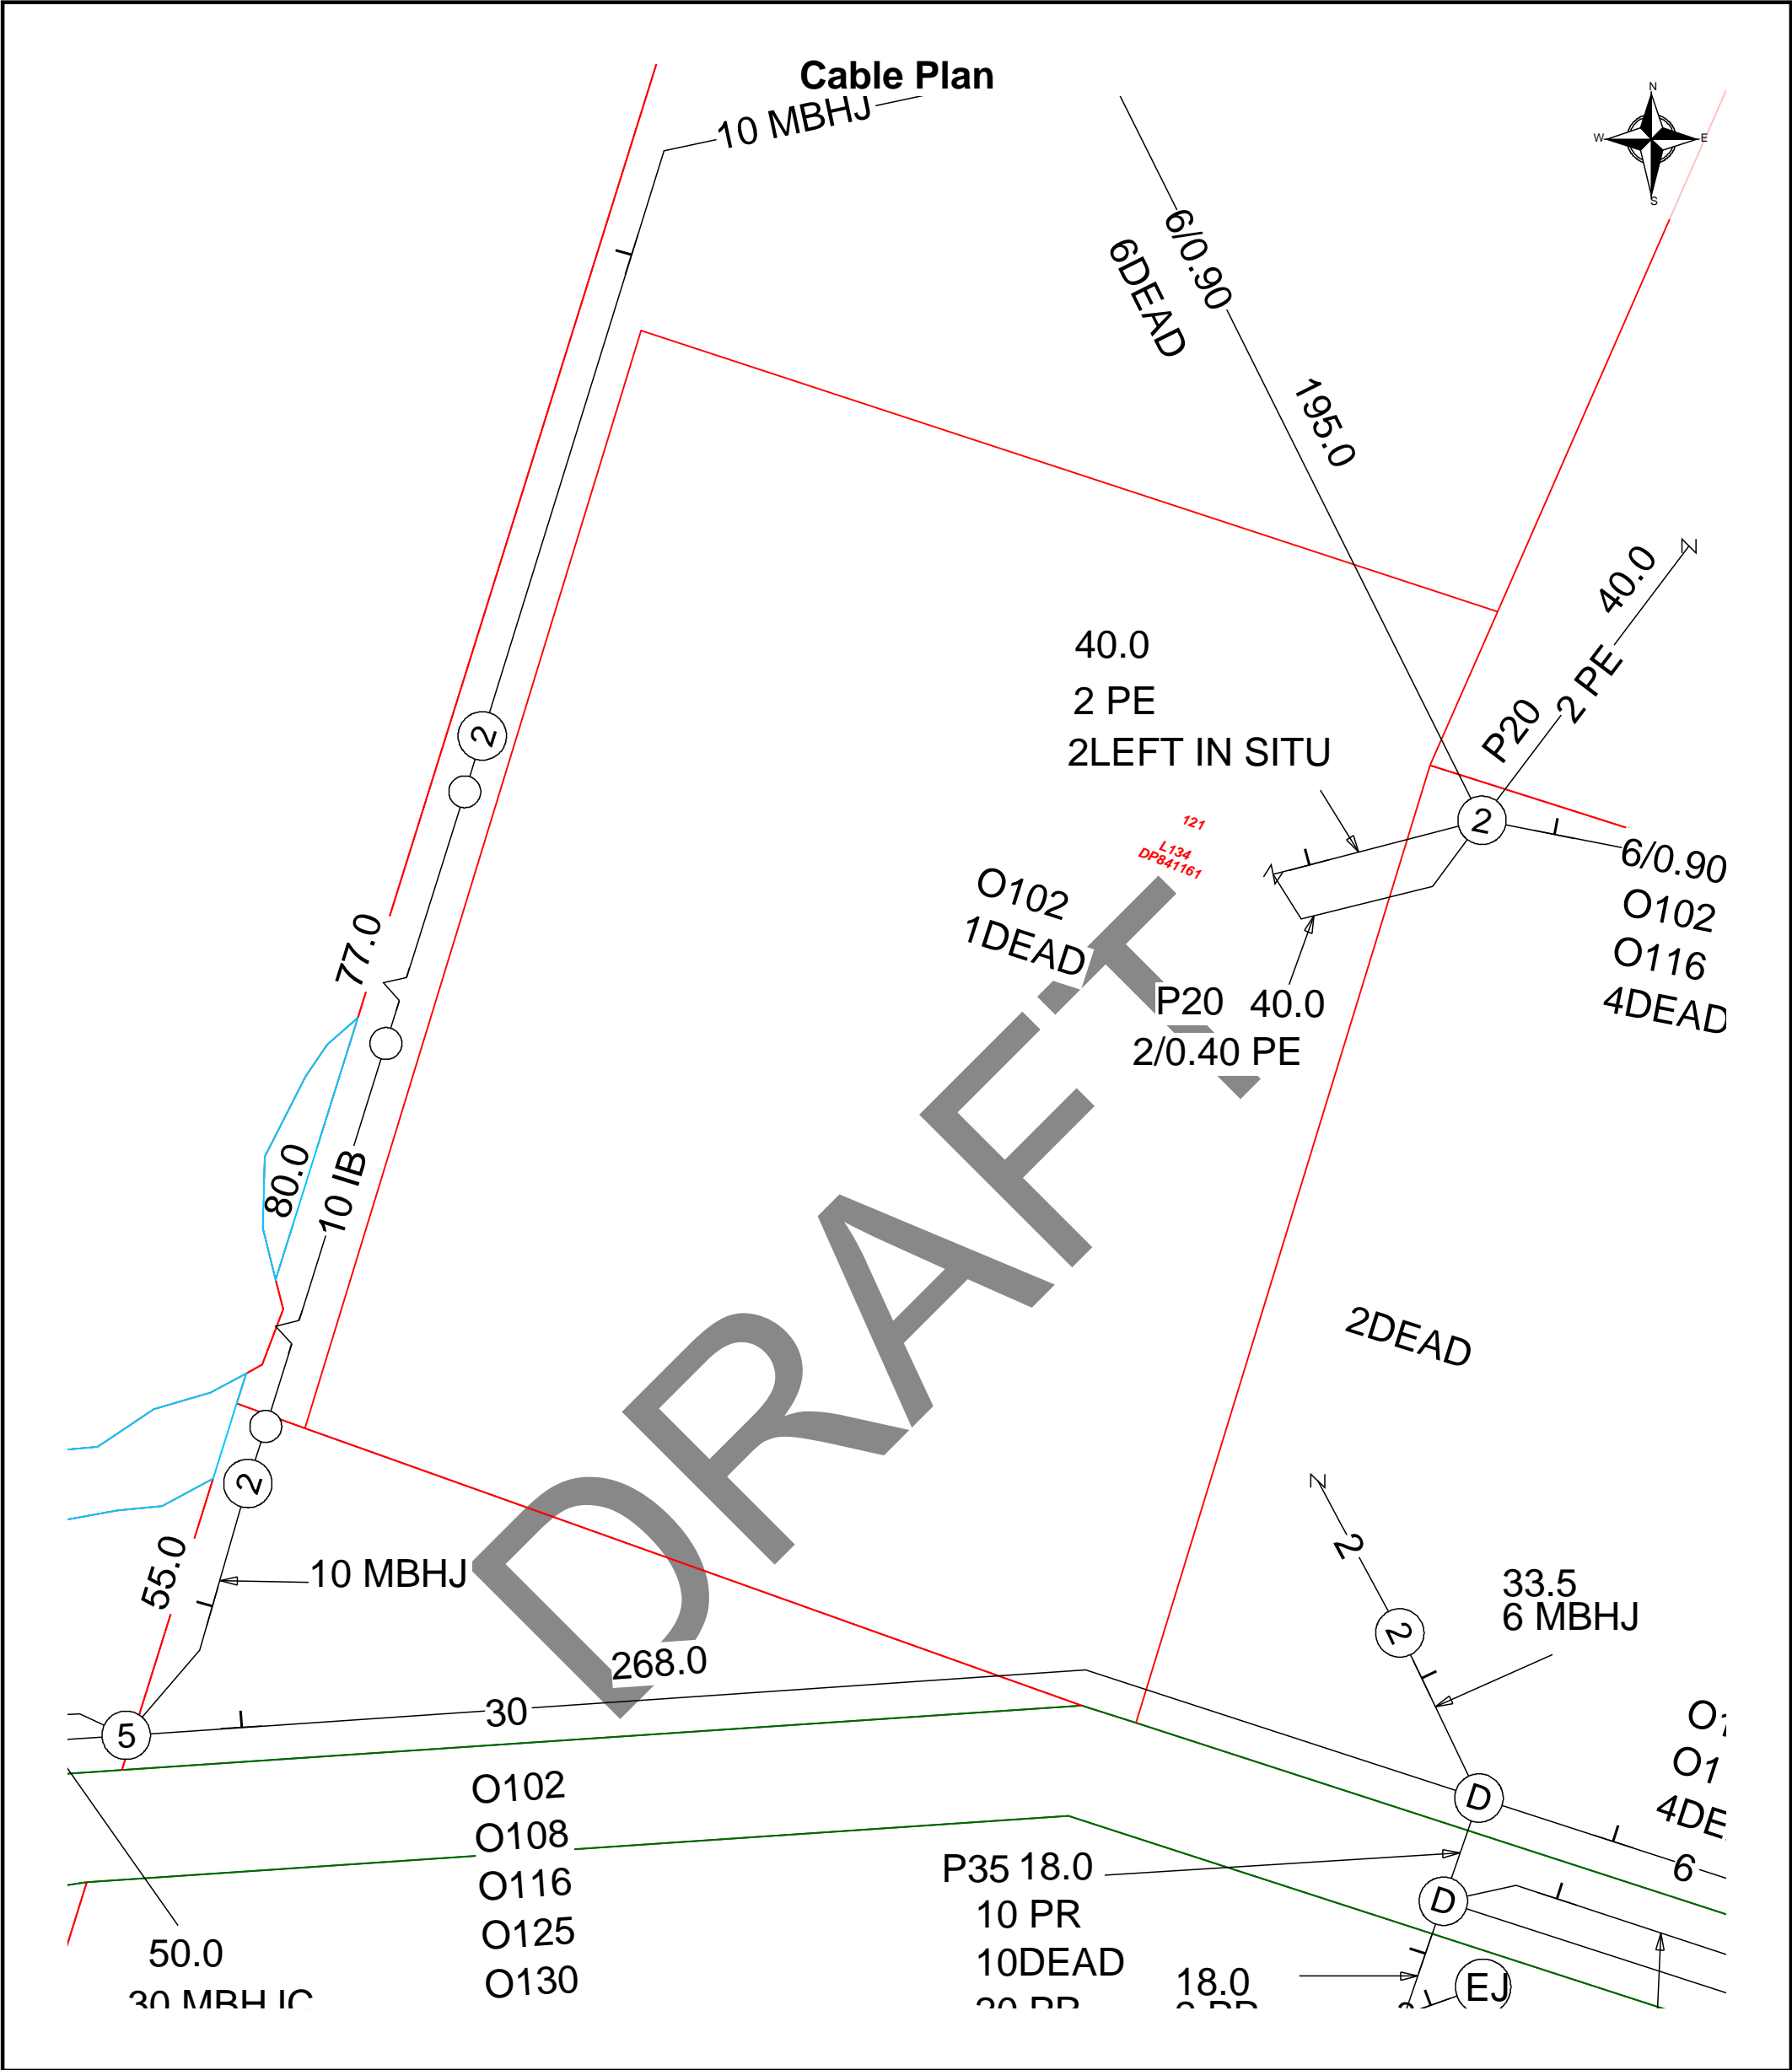 Cable Plan
N
W
E
S
10 MBHJ
6/0.90
6DEAD
195.0
40.0
2 PE
P20
40.0
2 PE
2LEFT IN SITU
2
2
121
L134
DP841161
6/0.90
O102
O116
4DEAD
O102
1DEAD
77.0
P20 40.0
2/0.40 PE
DRAFT
80.0
10 IB
2DEAD
2
2
55.0
10 MBHJ
33.5
6 MBHJ
2
268.0
30
5
D
6
D
O102
O108
O116
O125
O130
P35 18.0
10 PR
10DEAD
18.0
EJ
50.0